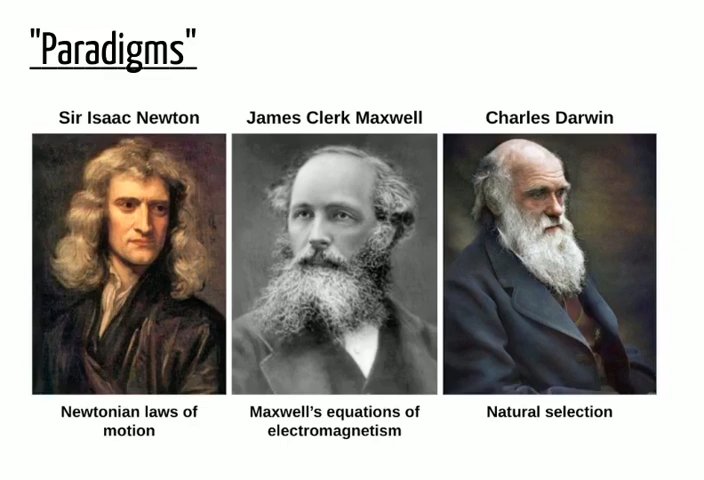 "Paradigms"
Sir Isaac Newton
James Clerk Maxwell
Charles Darwin
Newtonian laws of
motion
Maxwell’s equations of
electromagnetism
Natural selection